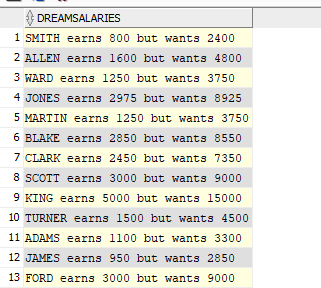 DREAMSALARIES
1 SMITH earns 800 but wants 2400
2 ALLEN earns 1600 but wants 4800
3 WARD earns 1250 but wants 3750
4 JONES earns 2975 but wants 8925
5 MARTIN earns 1250 but wants 3750
6 BLAKE earns 2850 but wants 8550
7 CLARK earns 2450 but wants 7350
8 SCOTT earns 3000 but wants 9000
9 KING earns 5000 but wants 15000
10 TURNER earns 1500 but wants 4500
11 ADAMS earns 1100 but wants 3300
12 JAMES earns 950 but wants 2850
13 FORD earns 3000 but wants 9000